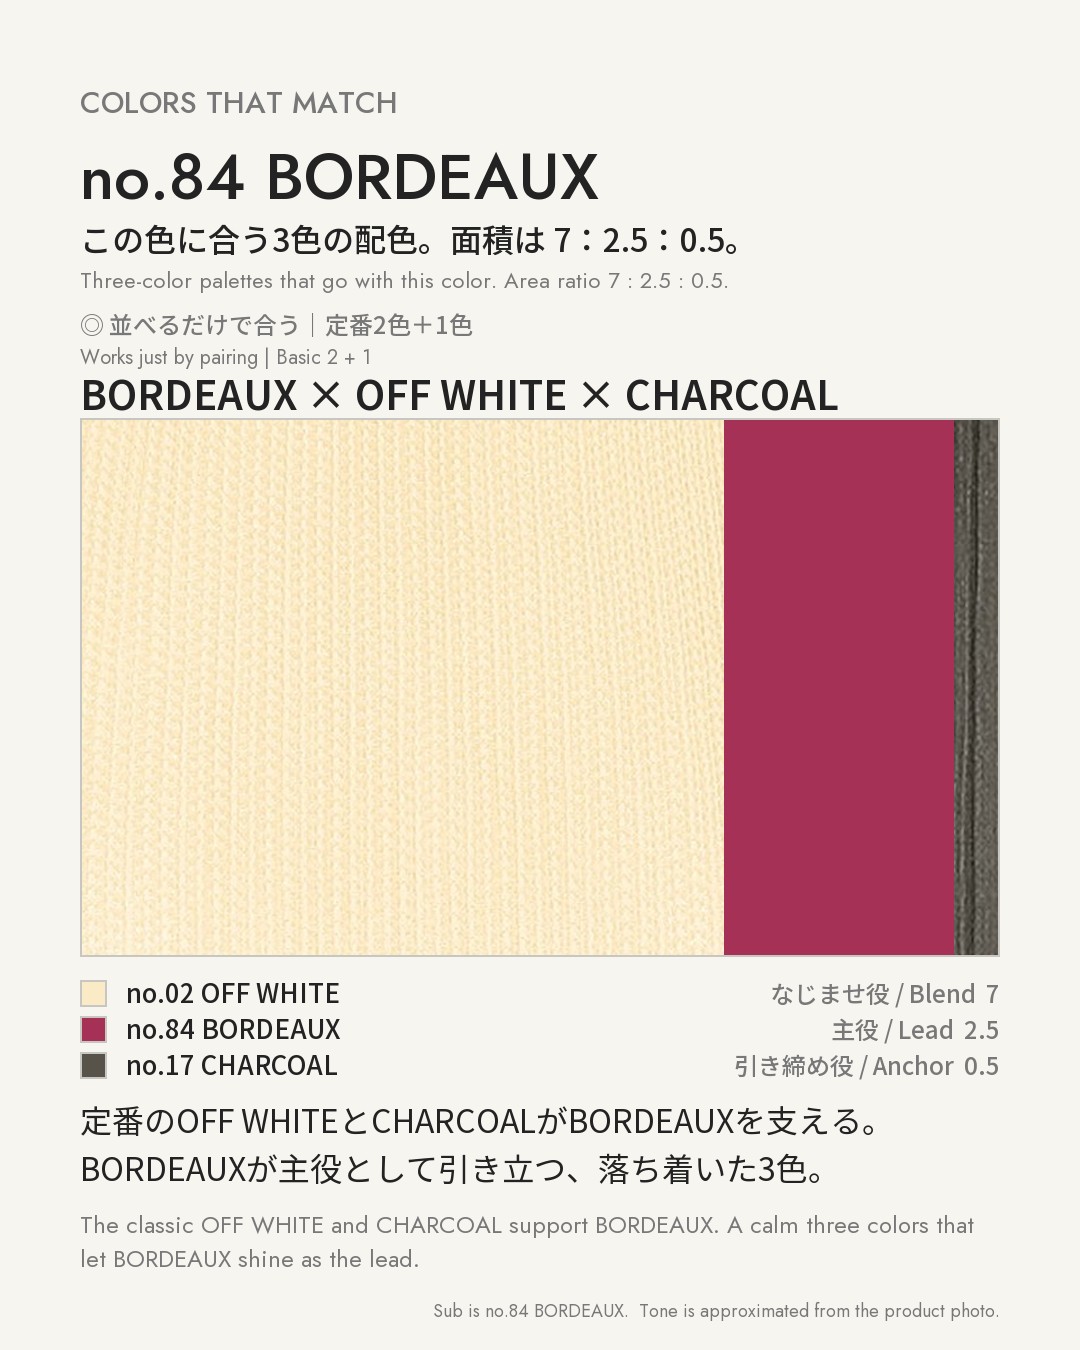 COLORS THAT MATCH
no.84 BORDEAUX
この色に合う3色の配色。面積は 7：2.5：0.5。
Three-color palettes that go with this color. Area ratio 7 : 2.5 : 0.5.
◎ 並べるだけで合う｜定番2色＋1色
Works just by pairing | Basic 2 + 1
BORDEAUX × OFF WHITE × CHARCOAL
no.02 OFF WHITE なじませ役 / Blend 7
no.84 BORDEAUX 主役 / Lead 2.5
no.17 CHARCOAL 引き締め役 / Anchor 0.5
定番のOFF WHITEとCHARCOALがBORDEAUXを支える。
BORDEAUXが主役として引き立つ、落ち着いた3色。
The classic OFF WHITE and CHARCOAL support BORDEAUX. A calm three colors that
let BORDEAUX shine as the lead.
Sub is no.84 BORDEAUX. Tone is approximated from the product photo.